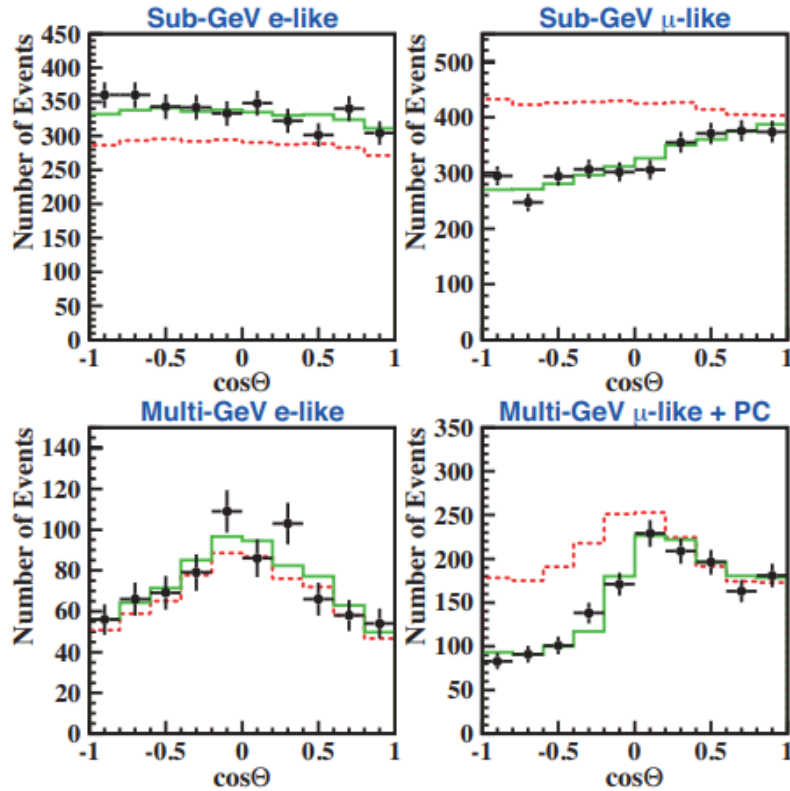 Sub-GeV e-like
Number of Events
450
400
350
300
250
200
150
100
50
0
-1 -0.5 0 0.5 1
cosΘ
Sub-GeV μ-like
Number of Events
500
400
300
200
100
0
-1 -0.5 0 0.5 1
cosΘ
Multi-GeV e-like
Number of Events
140
120
100
80
60
40
20
0
-1 -0.5 0 0.5 1
cosΘ
Multi-GeV μ-like + PC
Number of Events
350
300
250
200
150
100
50
0
-1 -0.5 0 0.5 1
cosΘ